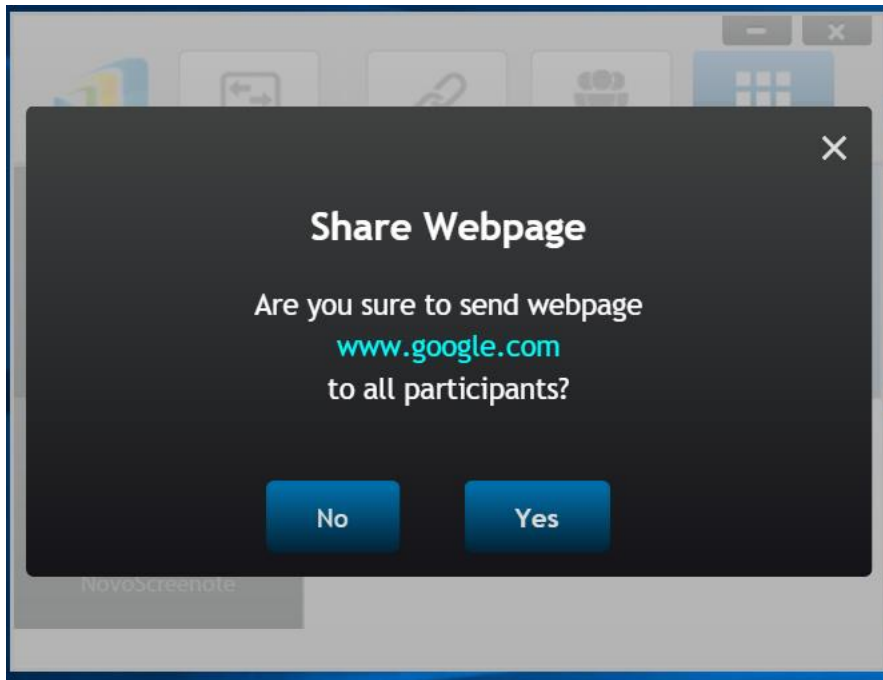 Share Webpage
Are you sure to send webpage
www.google.com
to all participants?
No
Yes
NovoScreenote